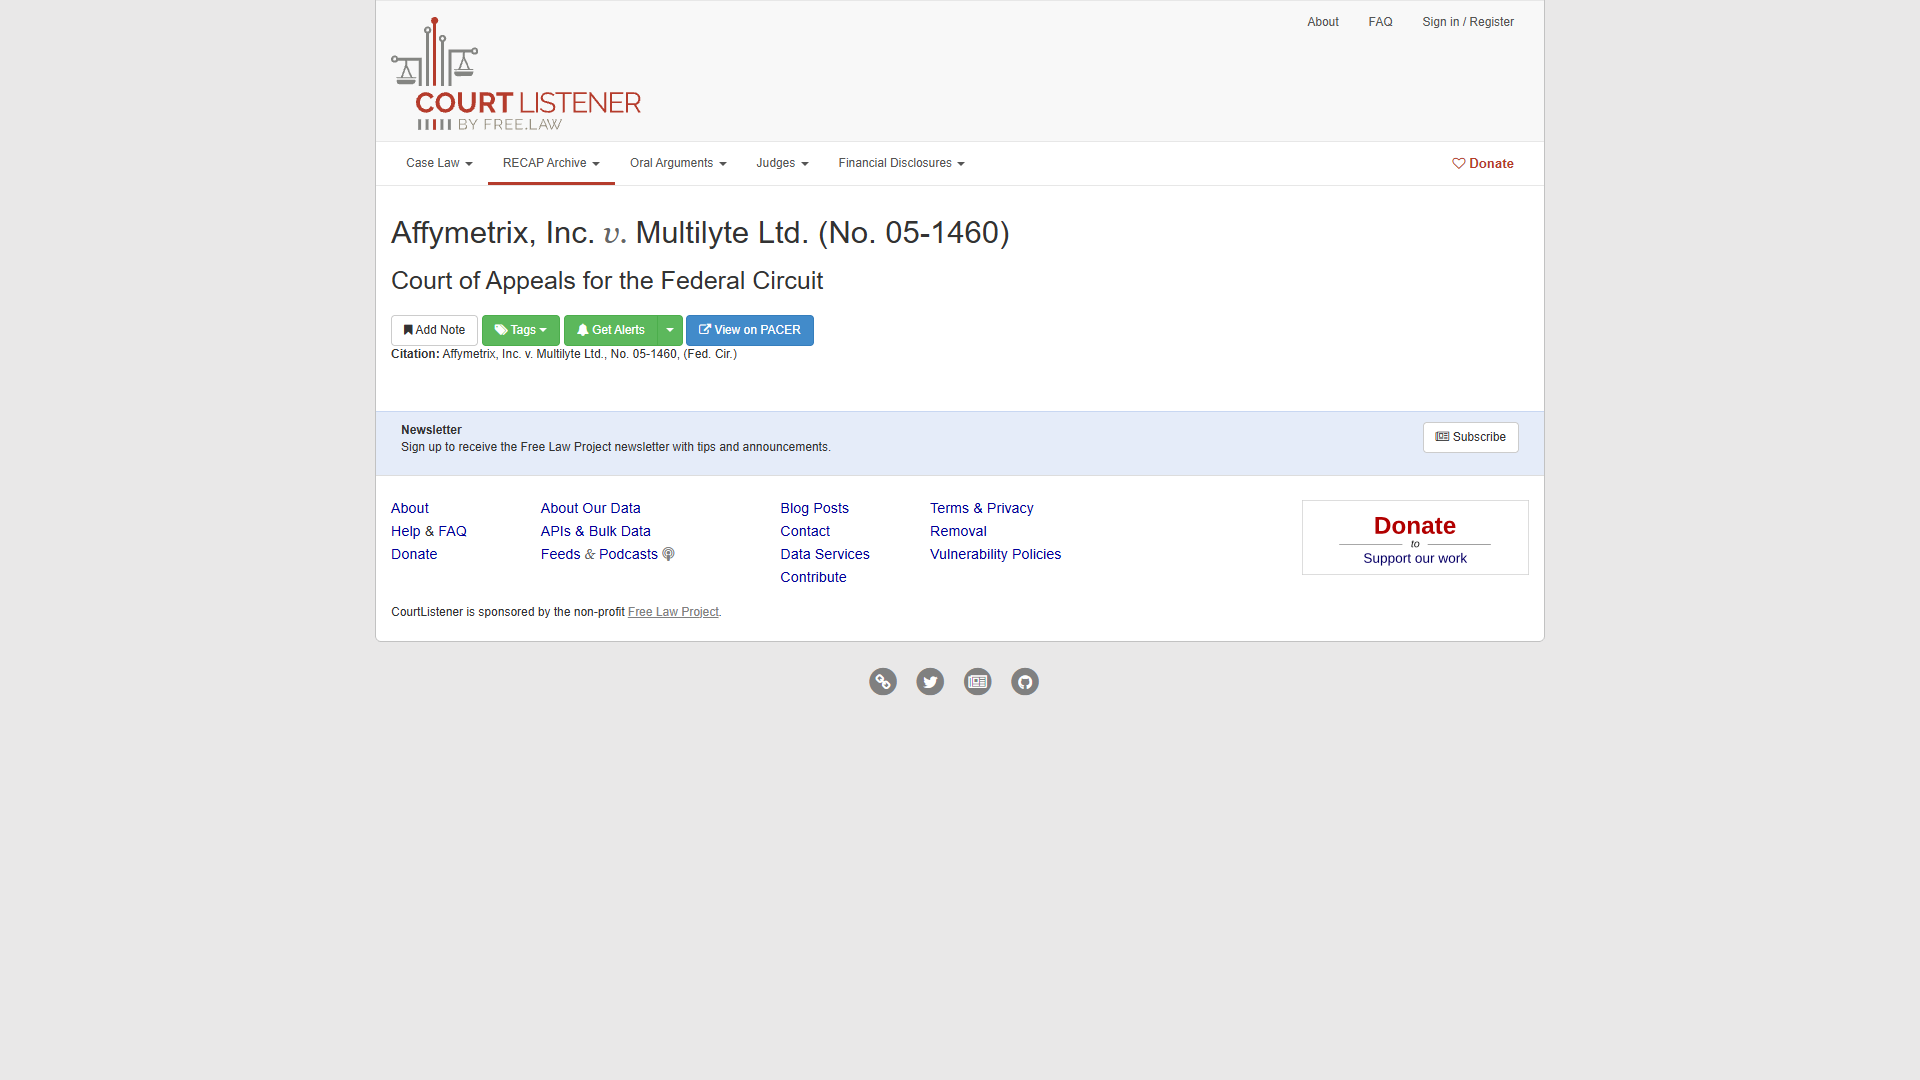 About FAQ Sign in / Register
COURT LISTENER
BY FREE.LAW
Case Law RECAP Archive Oral Arguments Judges Financial Disclosures Donate
Affymetrix, Inc. v. Multilyte Ltd. (No. 05-1460)
Court of Appeals for the Federal Circuit
Add Note Tags Get Alerts View on PACER
Citation: Affymetrix, Inc. v. Multilyte Ltd., No. 05-1460, (Fed. Cir.)
Newsletter
Sign up to receive the Free Law Project newsletter with tips and announcements.
Subscribe
About
Help & FAQ
Donate
About Our Data
APIs & Bulk Data
Feeds & Podcasts
Blog Posts
Contact
Data Services
Contribute
Terms & Privacy
Removal
Vulnerability Policies
Donate
to
Support our work
CourtListener is sponsored by the non-profit Free Law Project.